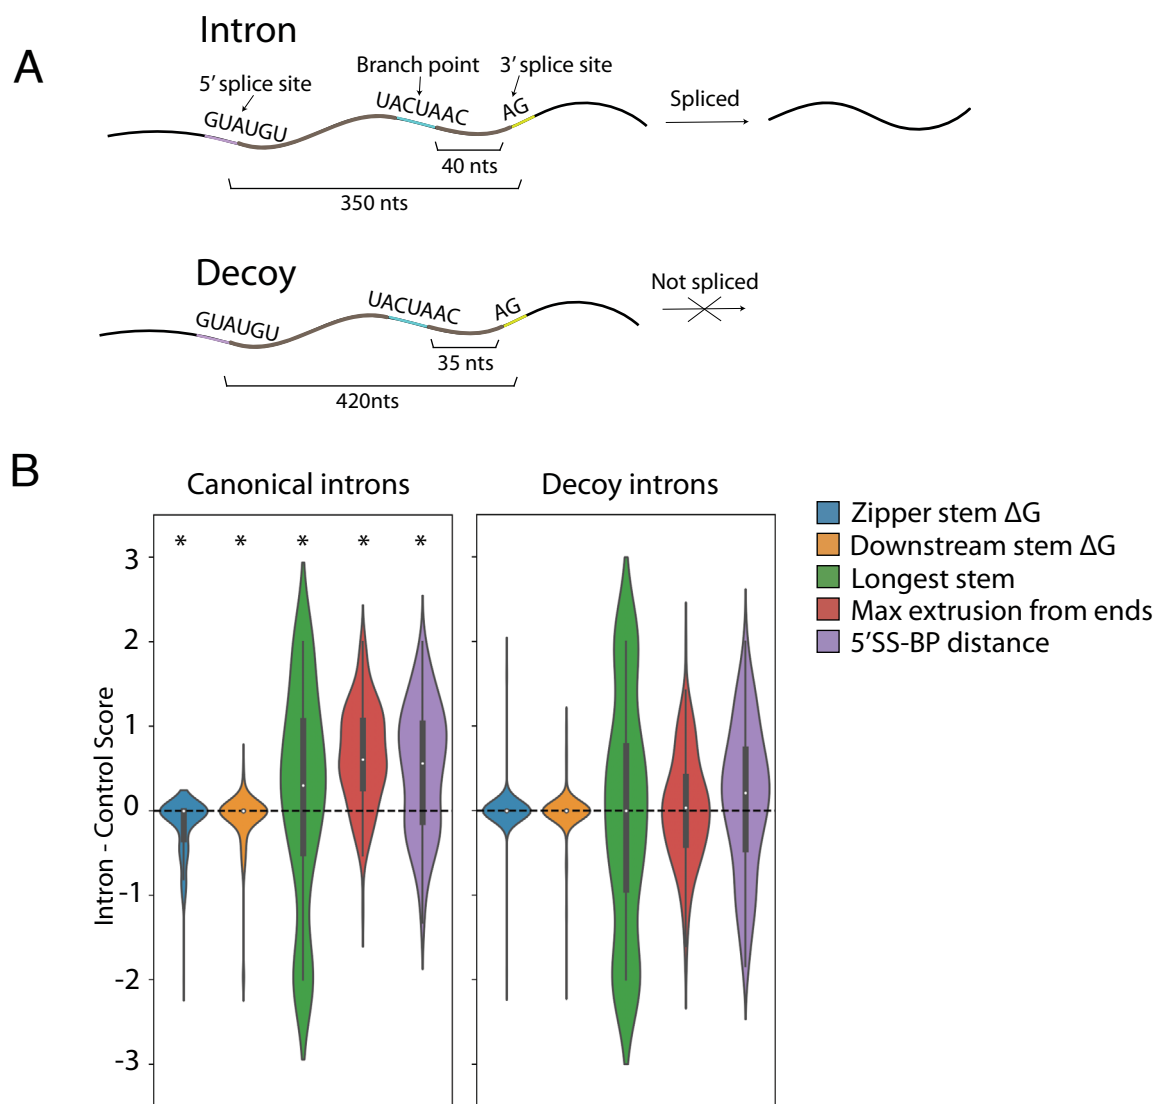 A
Intron
5' splice site
Branch point
3' splice site
GUAUGU
UACUAAC
AG
Spliced
40 nts
350 nts
Decoy
GUAUGU
UACUAAC
AG
Not spliced
35 nts
420nts
B
Canonical introns
Decoy introns
* * * * *
Zipper stem ΔG
Downstream stem ΔG
Longest stem
Max extrusion from ends
5'SS-BP distance
Intron - Control Score
3
2
1
0
-1
-2
-3